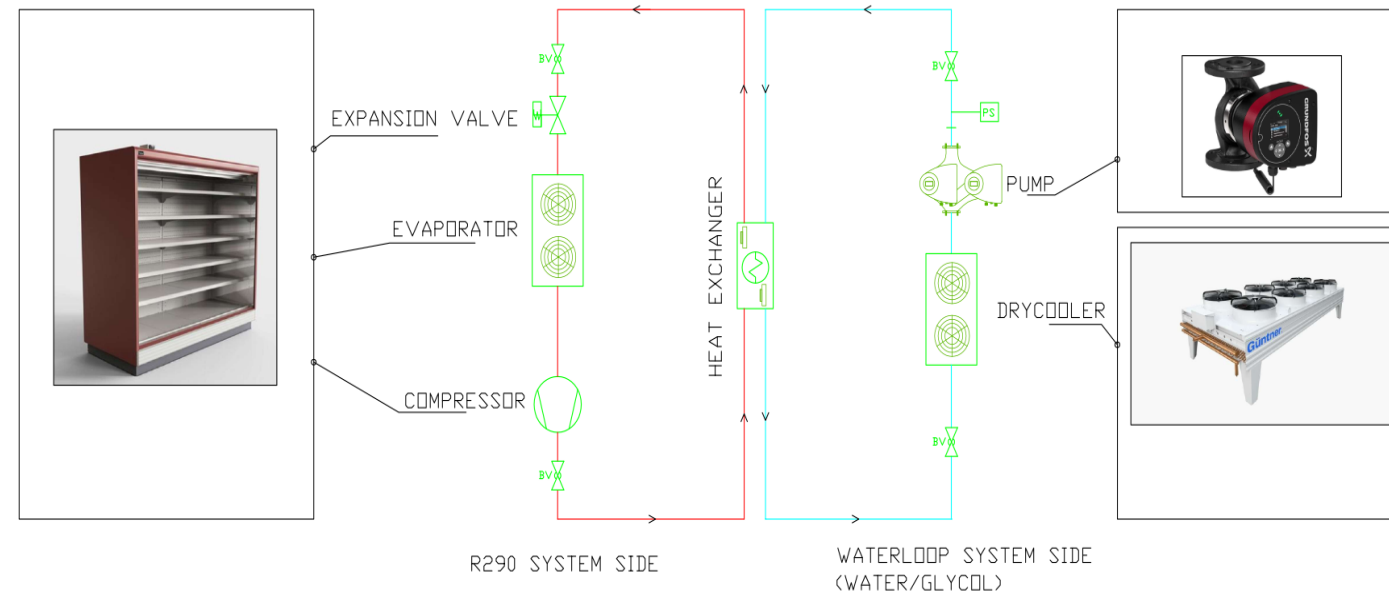 BV
BV
EXPANSION VALVE
PS
GRUNDFOS
PUMP
EVAPORATOR
HEAT EXCHANGER
DRYCOOLER
Güntner
COMPRESSOR
BV
BV
R290 SYSTEM SIDE
WATERLOOP SYSTEM SIDE
(WATER/GLYCOL)